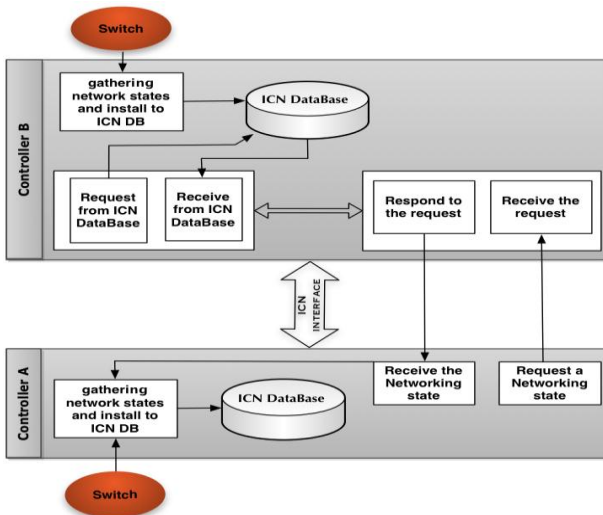 Switch
Controller B
gathering
network states
and install to
ICN DB
ICN DataBase
Request
from ICN
DataBase
Receive
from ICN
DataBase
Respond to
the request
Receive the
request
ICN
INTERFACE
Controller A
gathering
network states
and install to
ICN DB
ICN DataBase
Receive the
Networking
state
Request a
Networking
state
Switch